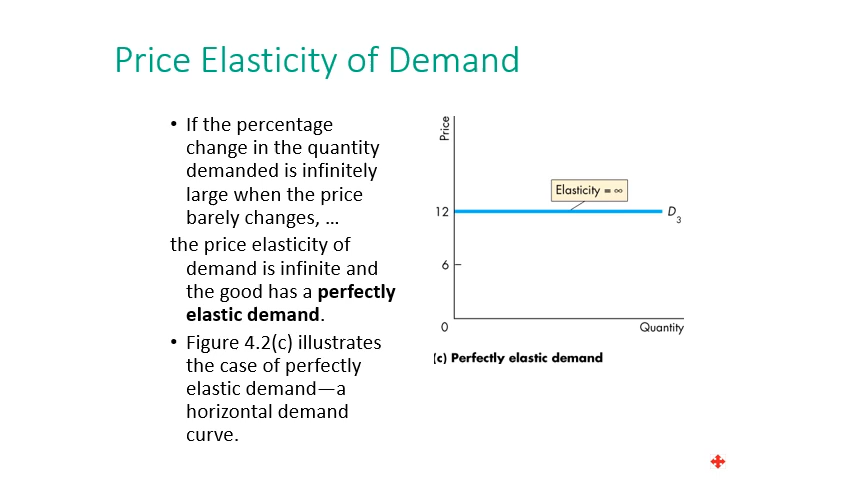 Price Elasticity of Demand
• If the percentage
change in the quantity
demanded is infinitely
large when the price
barely changes, …
the price elasticity of
demand is infinite and
the good has a perfectly
elastic demand.
• Figure 4.2(c) illustrates
the case of perfectly
elastic demand—a
horizontal demand
curve.
Price
Elasticity = ∞
12
D3
6
0
Quantity
(c) Perfectly elastic demand